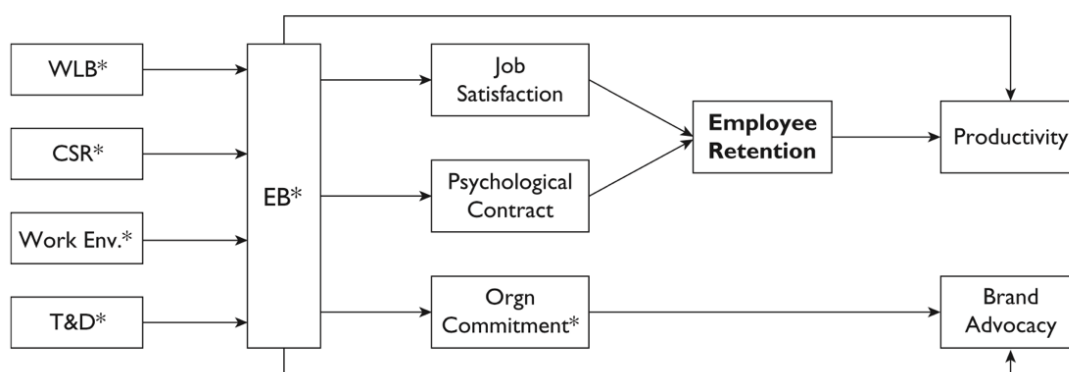 WLB*
CSR*
Work Env.*
T&D*
EB*
Job
Satisfaction
Psychological
Contract
Orgn
Commitment*
Employee
Retention
Productivity
Brand
Advocacy